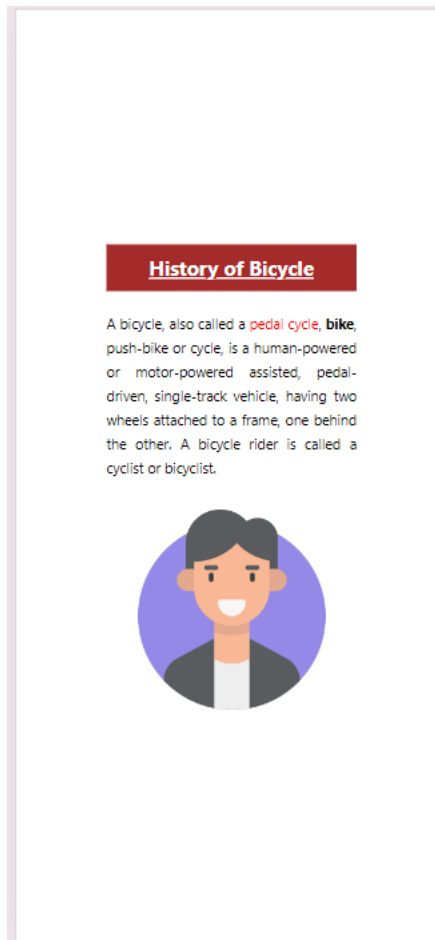 History of Bicycle
A bicycle, also called a pedal cycle, bike,
push-bike or cycle, is a human-powered
or motor-powered assisted, pedal-
driven, single-track vehicle, having two
wheels attached to a frame, one behind
the other. A bicycle rider is called a
cyclist or bicyclist.